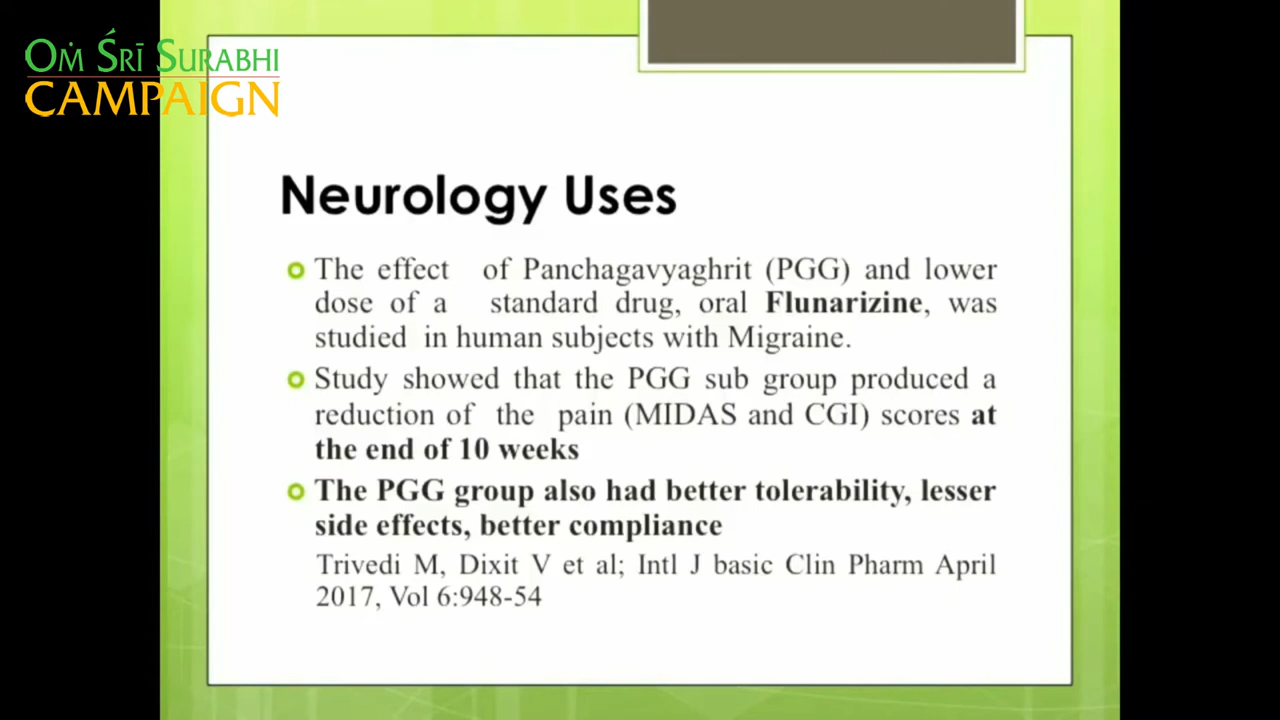 OṀ ŚRĪ SURABHI
CAMPAIGN
Neurology Uses
The effect of Panchagavyaghrit (PGG) and lower
dose of a standard drug, oral Flunarizine, was
studied in human subjects with Migraine.
Study showed that the PGG sub group produced a
reduction of the pain (MIDAS and CGI) scores at
the end of 10 weeks
The PGG group also had better tolerability, lesser
side effects, better compliance
Trivedi M, Dixit V et al; Intl J basic Clin Pharm April
2017, Vol 6:948-54